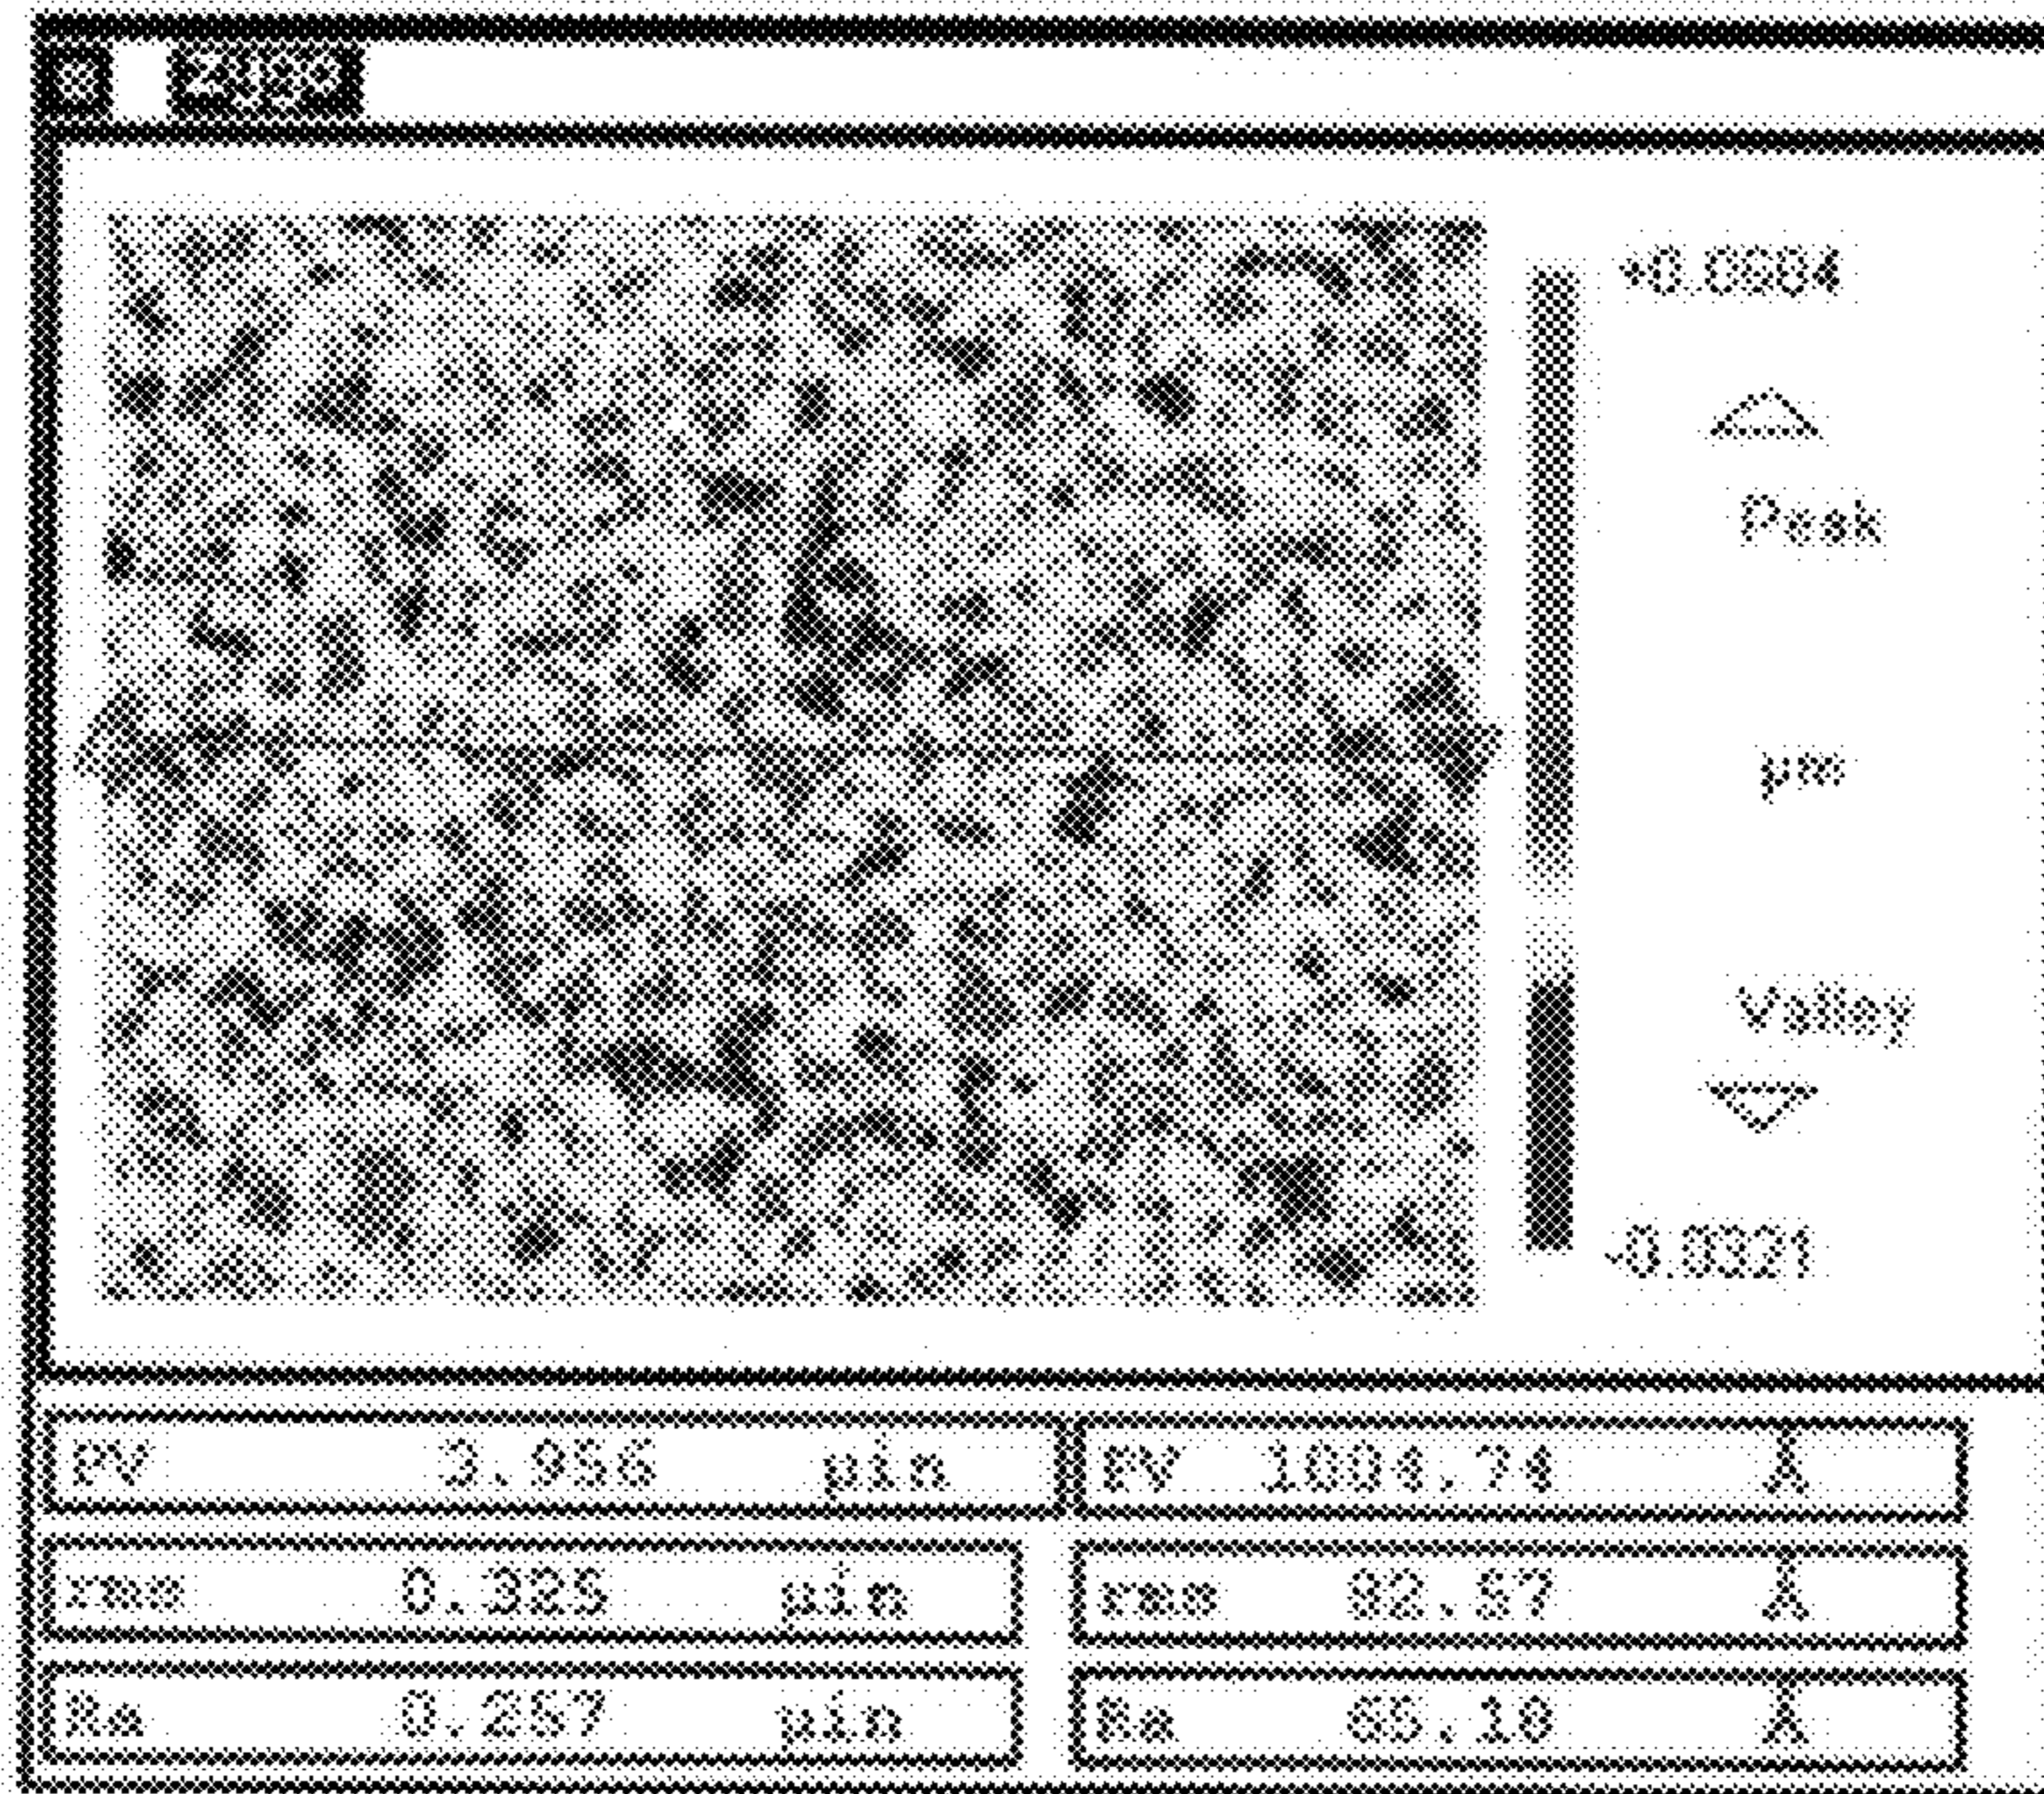 Zygo
+0.0684
Peak
µm
Valley
-0.0321
PV 3.956 µin PV 1004.74 Å
rms 0.325 µin rms 82.57 Å
Ra 0.257 µin Ra 65.18 Å